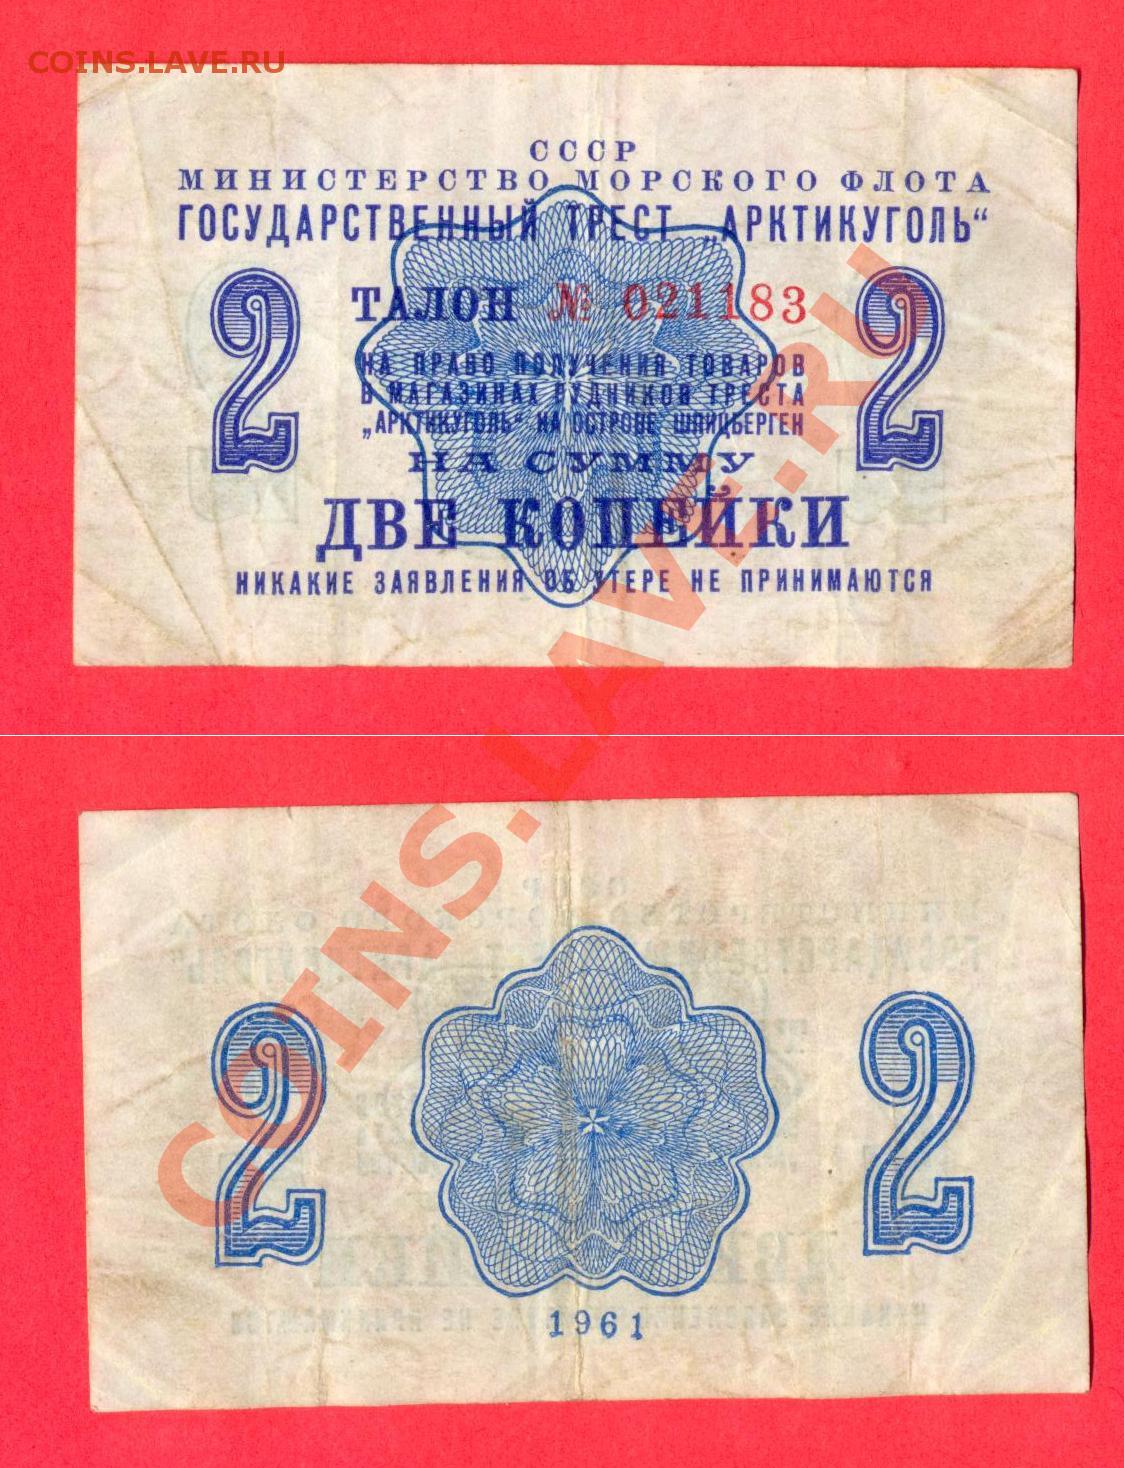 COINS.LAVE.RU
СССР
МИНИСТЕРСТВО МОРСКОГО ФЛОТА
ГОСУДАРСТВЕННЫЙ ТРЕСТ „АРКТИКУГОЛЬ“
2 ТАЛОН № 021183 2
НА ПРАВО ПОЛУЧЕНИЯ ТОВАРОВ
В МАГАЗИНАХ РУДНИКОВ ТРЕСТА
„АРКТИКУГОЛЬ“ НА ОСТРОВЕ ШПИЦБЕРГЕН
НА СУММУ
ДВЕ КОПЕЙКИ
НИКАКИЕ ЗАЯВЛЕНИЯ ОБ УТЕРЕ НЕ ПРИНИМАЮТСЯ
COINS.LAVE.RU
2 2
1961